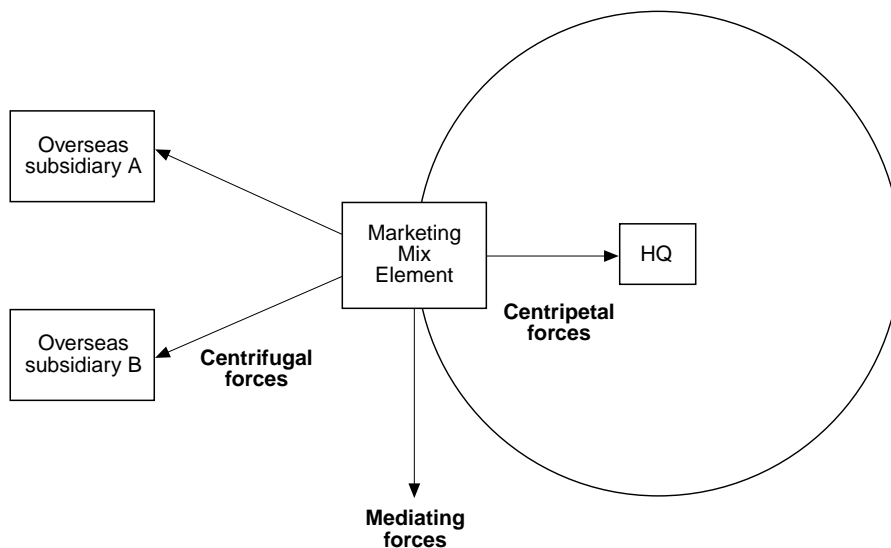 Overseas
subsidiary A
Marketing
Mix
Element
HQ
Centripetal
forces
Overseas
subsidiary B
Centrifugal
forces
Mediating
forces